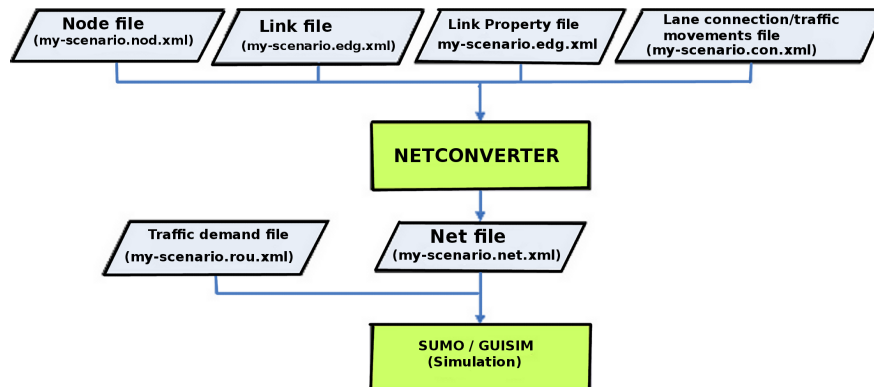 Node file
(my-scenario.nod.xml)
Link file
(my-scenario.edg.xml)
Link Property file
my-scenario.edg.xml
Lane connection/traffic
movements file
(my-scenario.con.xml)
NETCONVERTER
Traffic demand file
(my-scenario.rou.xml)
Net file
(my-scenario.net.xml)
SUMO / GUISIM
(Simulation)